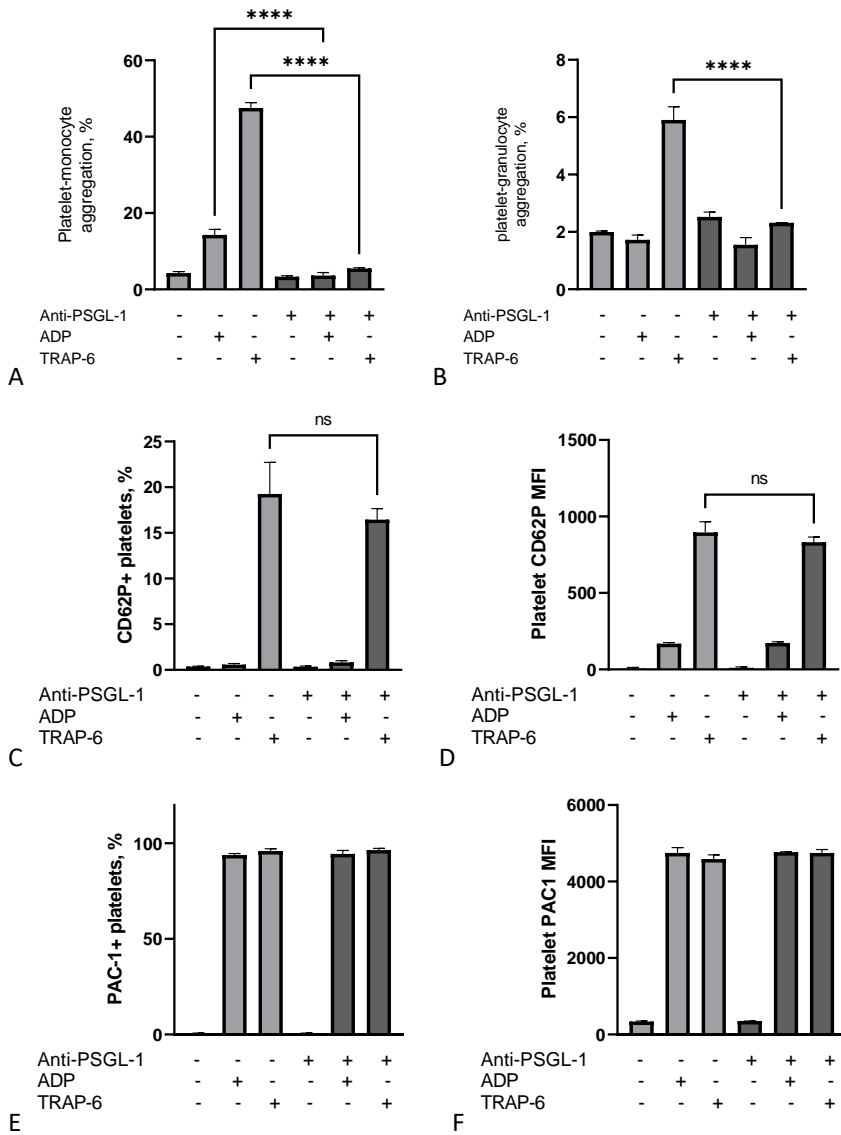 ****
****
Platelet-monocyte
aggregation, %
60
40
20
0
Anti-PSGL-1 - - - + + +
ADP - + - - + -
TRAP-6 - - + - - +
A
****
platelet-granulocyte
aggregation, %
8
6
4
2
0
Anti-PSGL-1 - - - + + +
ADP - + - - + -
TRAP-6 - - + - - +
B
ns
CD62P+ platelets, %
25
20
15
10
5
0
Anti-PSGL-1 - - - + + +
ADP - + - - + -
TRAP-6 - - + - - +
C
ns
Platelet CD62P MFI
1500
1000
500
0
Anti-PSGL-1 - - - + + +
ADP - + - - + -
TRAP-6 - - + - - +
D
PAC-1+ platelets, %
100
50
0
Anti-PSGL-1 - - - + + +
ADP - + - - + -
TRAP-6 - - + - - +
E
Platelet PAC1 MFI
6000
4000
2000
0
Anti-PSGL-1 - - - + + +
ADP - + - - + -
TRAP-6 - - + - - +
F